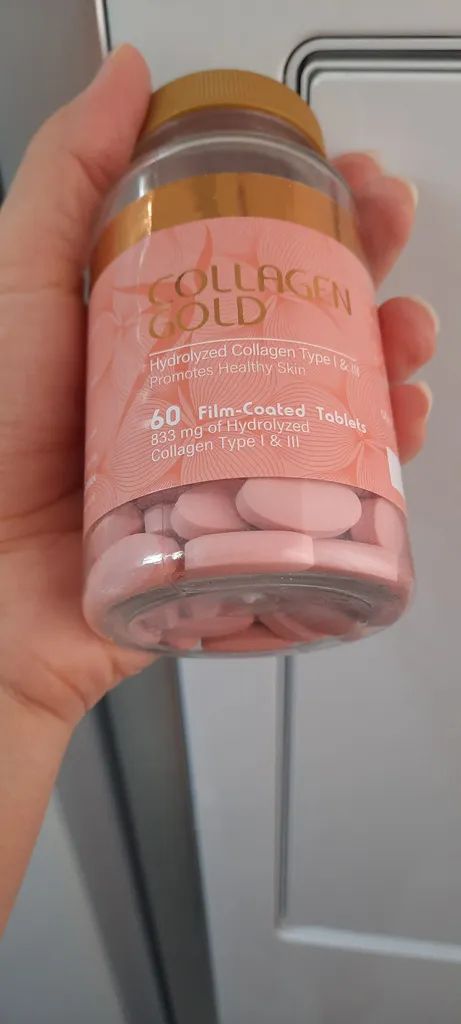 COLLAGEN
GOLD
Hydrolyzed Collagen Type I & III
Promotes Healthy Skin
60 Film-Coated Tablets
833 mg of Hydrolyzed
Collagen Type I & III